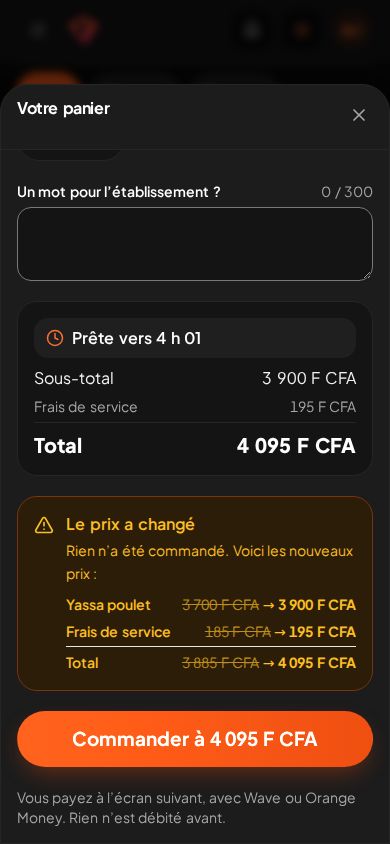 Votre panier
Un mot pour l’établissement ?
0 / 300
Prête vers 4 h 01
Sous-total 3 900 F CFA
Frais de service 195 F CFA
Total 4 095 F CFA
Le prix a changé
Rien n’a été commandé. Voici les nouveaux
prix :
Yassa poulet 3 700 F CFA → 3 900 F CFA
Frais de service 185 F CFA → 195 F CFA
Total 3 885 F CFA → 4 095 F CFA
Commander à 4 095 F CFA
Vous payez à l’écran suivant, avec Wave ou Orange
Money. Rien n’est débité avant.